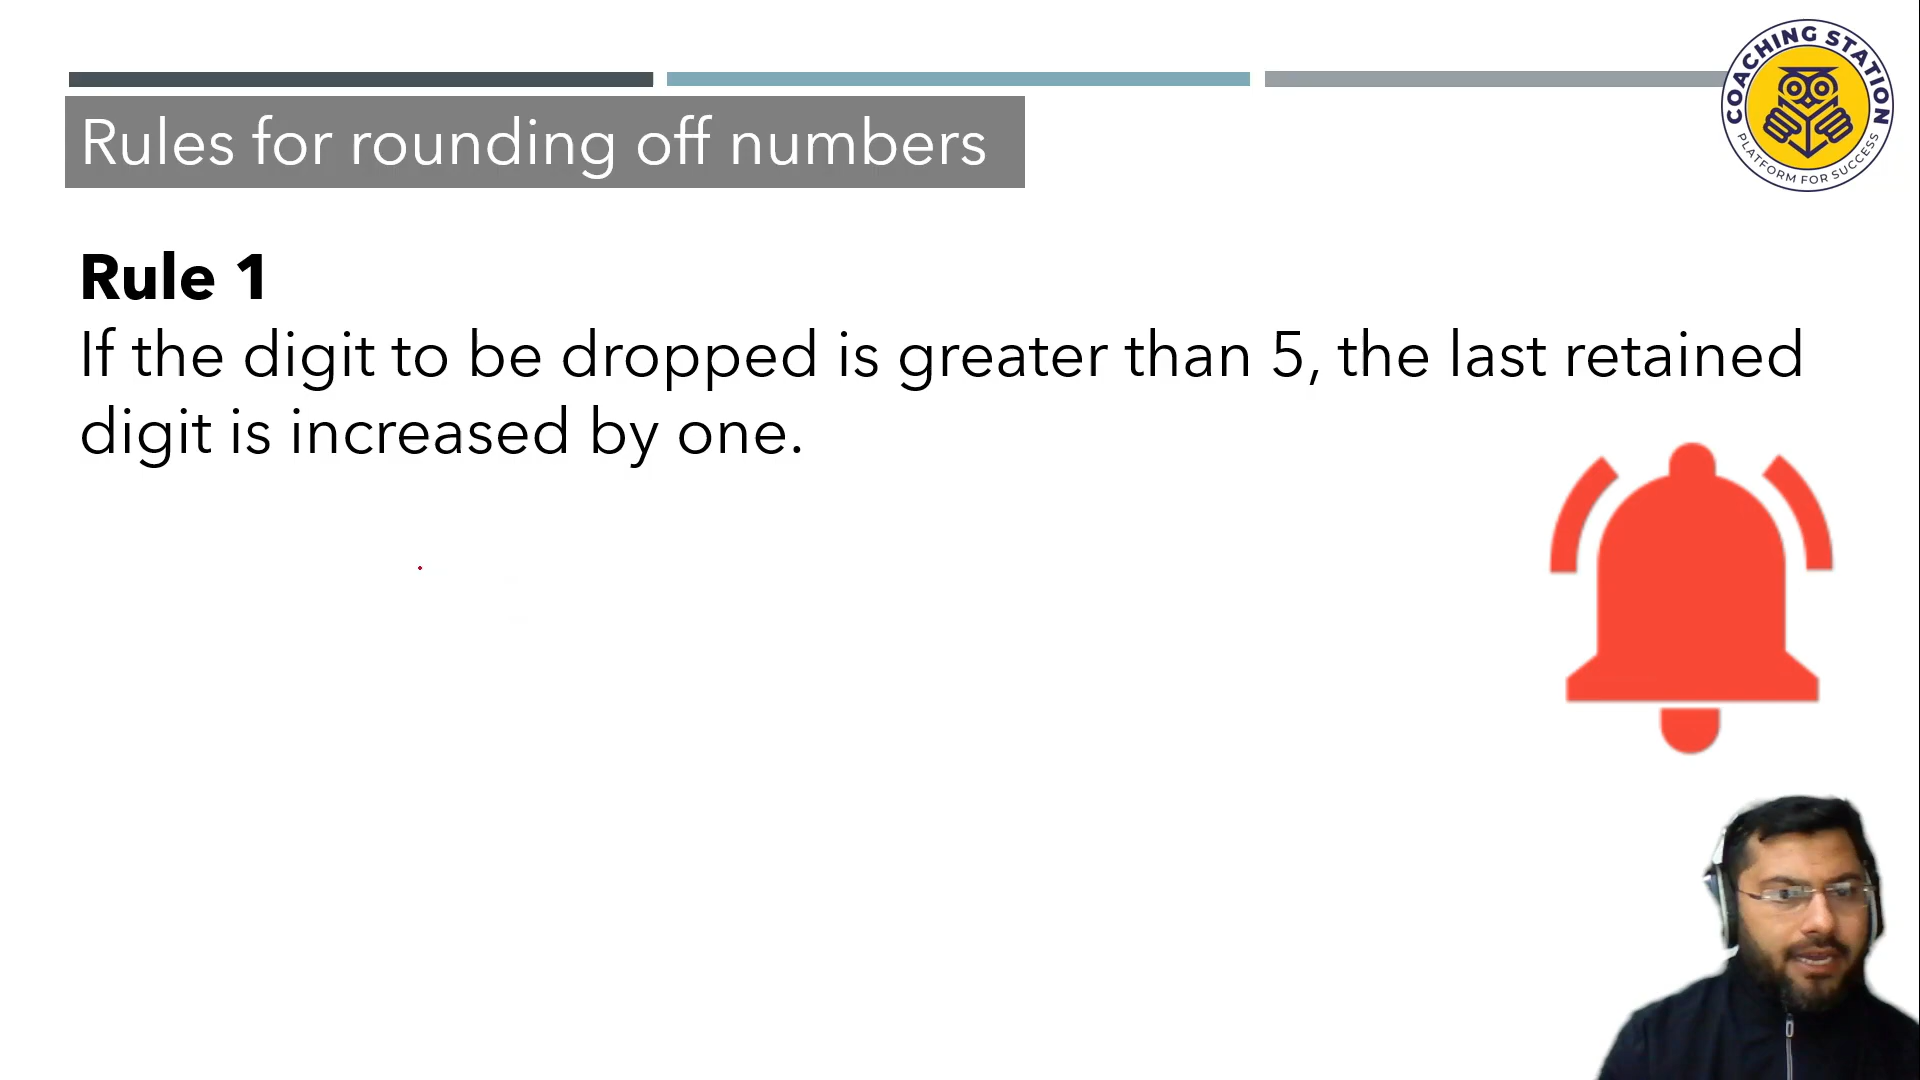 COACHING STATION
PLATFORM FOR SUCCESS
Rules for rounding off numbers
Rule 1
If the digit to be dropped is greater than 5, the last retained
digit is increased by one.